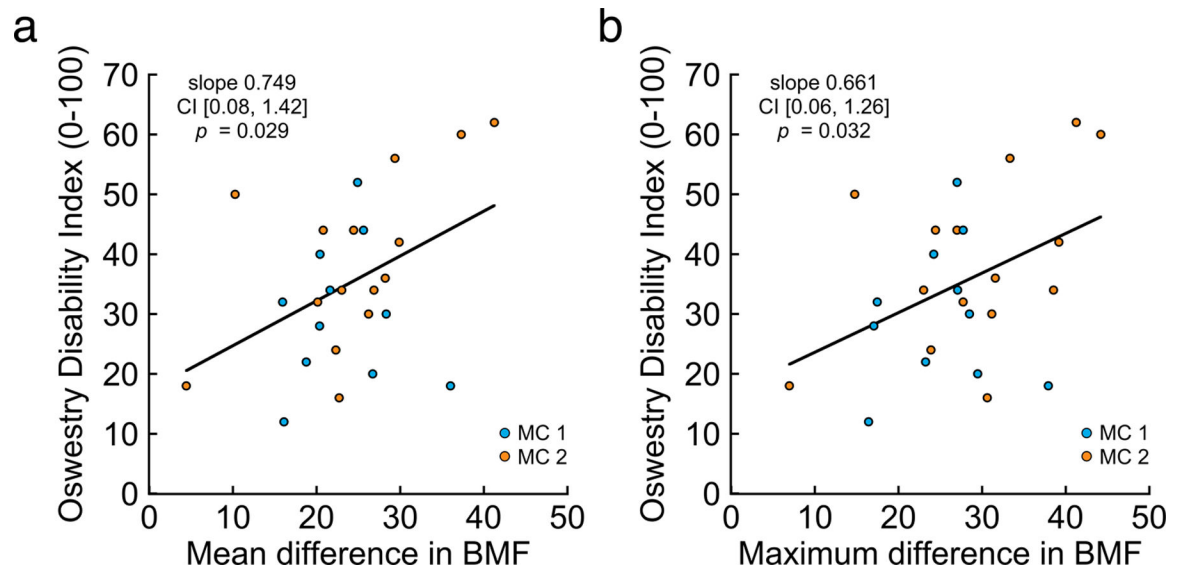 a
slope 0.749
CI [0.08, 1.42]
p = 0.029
Oswestry Disability Index (0-100)
70
60
50
40
30
20
10
0
MC 1
MC 2
0 10 20 30 40 50
Mean difference in BMF
b
slope 0.661
CI [0.06, 1.26]
p = 0.032
Oswestry Disability Index (0-100)
70
60
50
40
30
20
10
0
MC 1
MC 2
0 10 20 30 40 50
Maximum difference in BMF